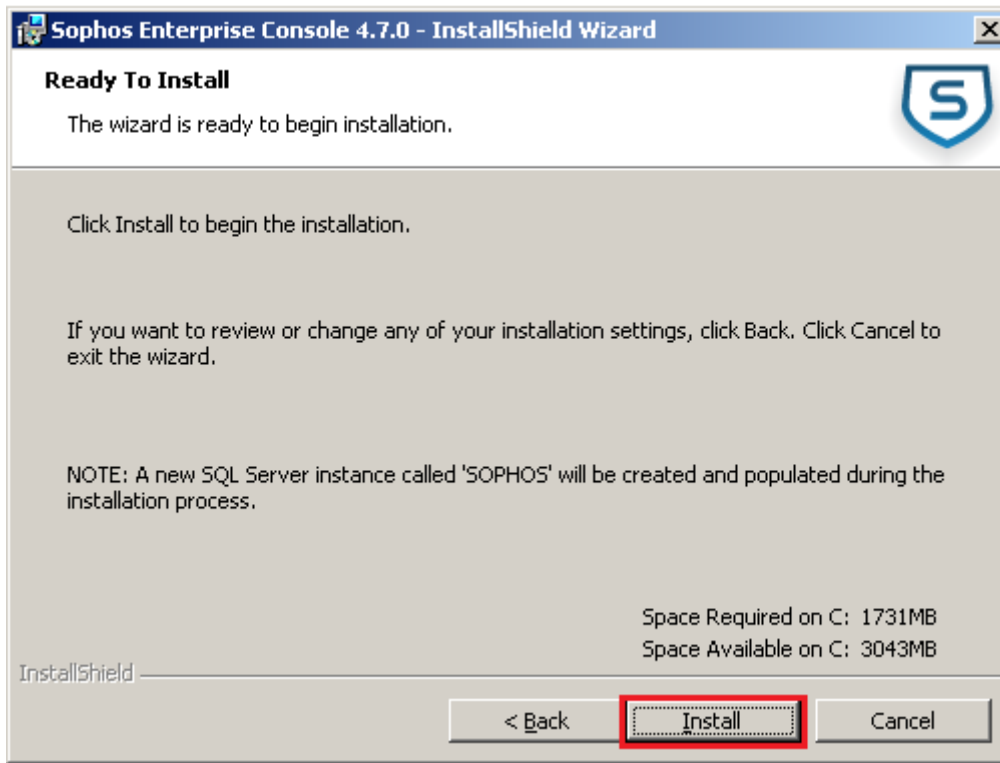 Sophos Enterprise Console 4.7.0 - InstallShield Wizard
Ready To Install
The wizard is ready to begin installation.
S
Click Install to begin the installation.
If you want to review or change any of your installation settings, click Back. Click Cancel to
exit the wizard.
NOTE: A new SQL Server instance called 'SOPHOS' will be created and populated during the
installation process.
Space Required on C: 1731MB
Space Available on C: 3043MB
InstallShield
< Back Install Cancel